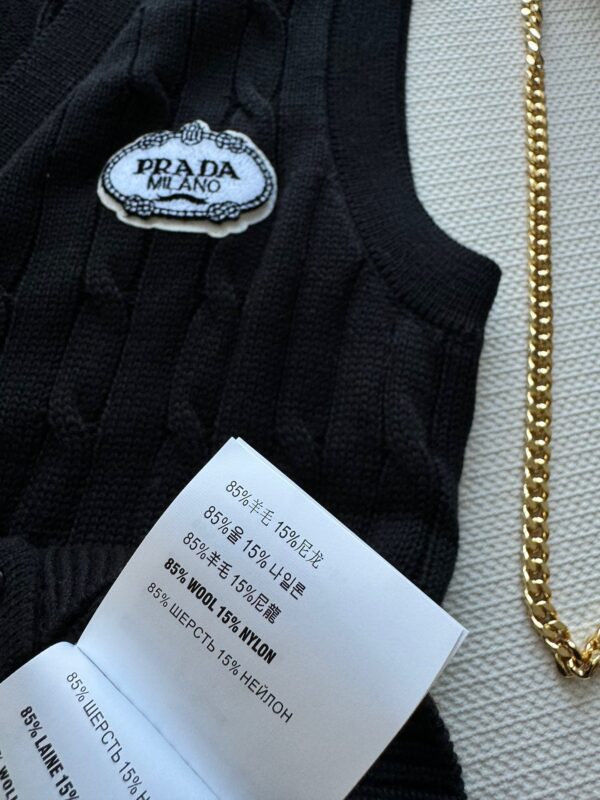 PRADA
MILANO
85%羊毛 15%尼龙
85%울 15% 나일론
85%羊毛 15%尼龍
85% WOOL 15% NYLON
85% ШЕРСТЬ 15% НЕЙЛОН
85% ШЕРСТЬ 15% НЕЙ
85% LAINE 15%